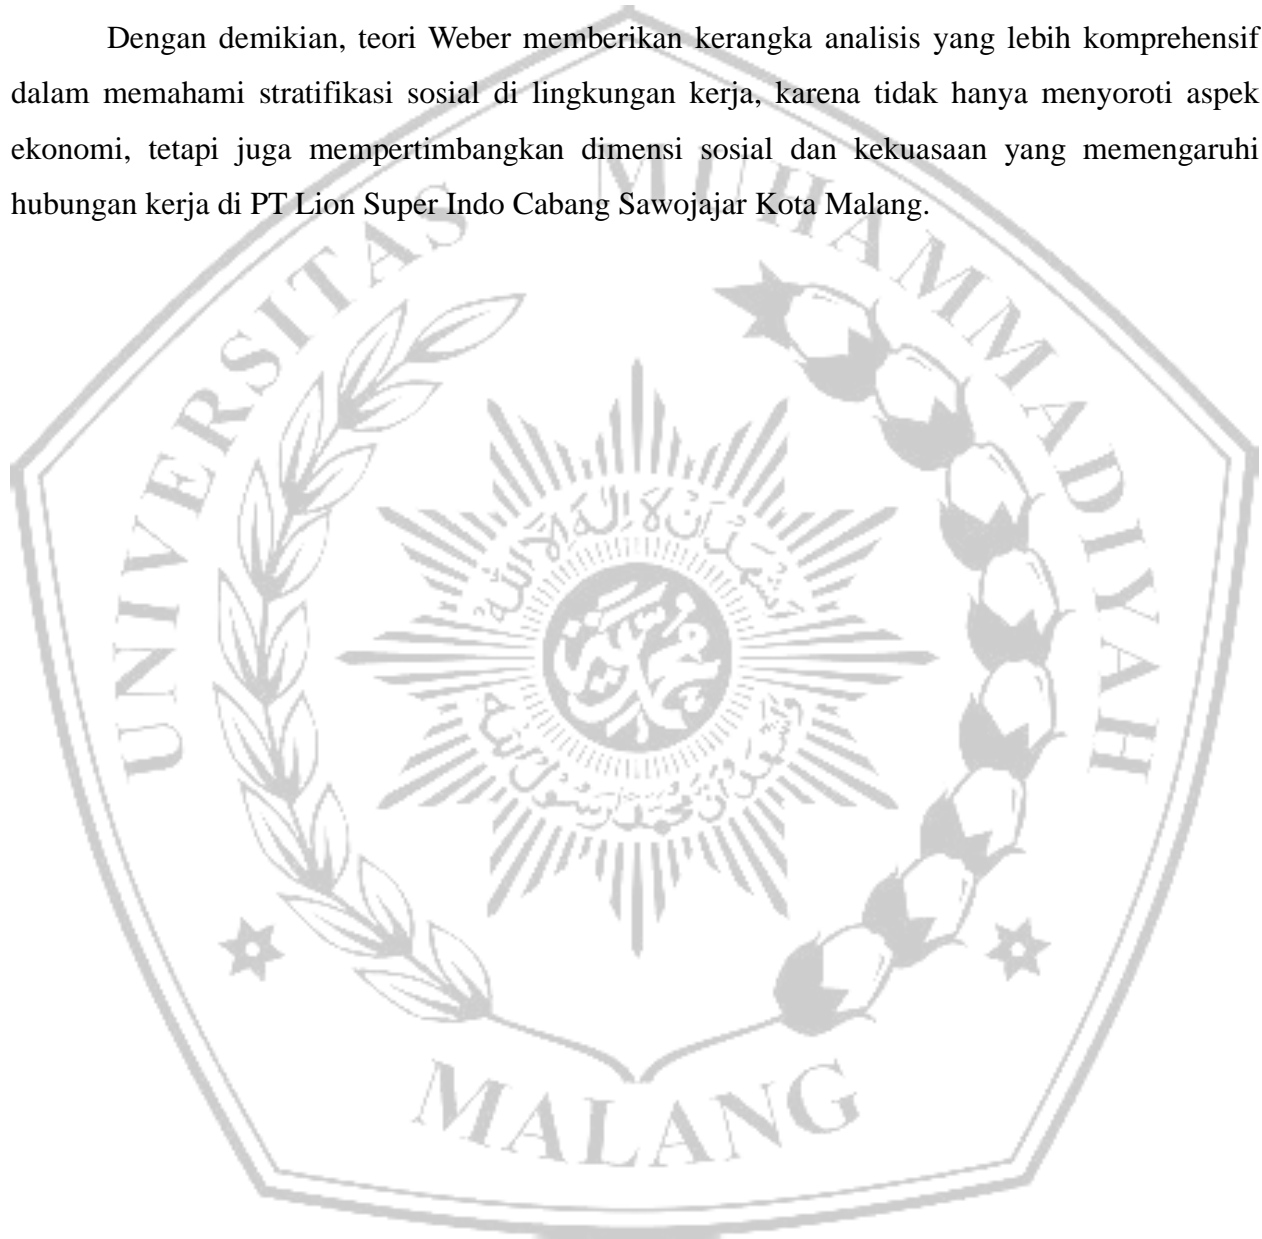 Dengan demikian, teori Weber memberikan kerangka analisis yang lebih komprehensif
dalam memahami stratifikasi sosial di lingkungan kerja, karena tidak hanya menyoroti aspek
ekonomi, tetapi juga mempertimbangkan dimensi sosial dan kekuasaan yang memengaruhi
hubungan kerja di PT Lion Super Indo Cabang Sawojajar Kota Malang.
UNIVERSITAS MUHAMMADIYAH
MALANG